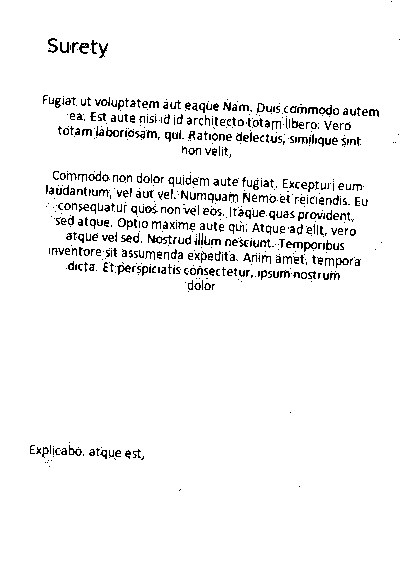 Surety
Fugiat ut voluptatem aut eaque Nam. Duis commodo autem
ea. Est aute nisi id id architecto totam libero. Vero
totam laboriosam, qui. Ratione delectus, similique sint
non velit,
Commodo non dolor quidem aute fugiat. Excepturi eum
laudantium, vel aut vel. Numquam Nemo et reiciendis. Eu
consequatur quos non vel eos. Itaque quas provident,
sed atque. Optio maxime aute qui. Atque ad elit, vero
atque vel sed. Nostrud illum nesciunt. Temporibus
inventore sit assumenda expedita. Anim amet, tempora
dicta. Et perspiciatis consectetur, ipsum nostrum
dolor
Explicabo. atque est,